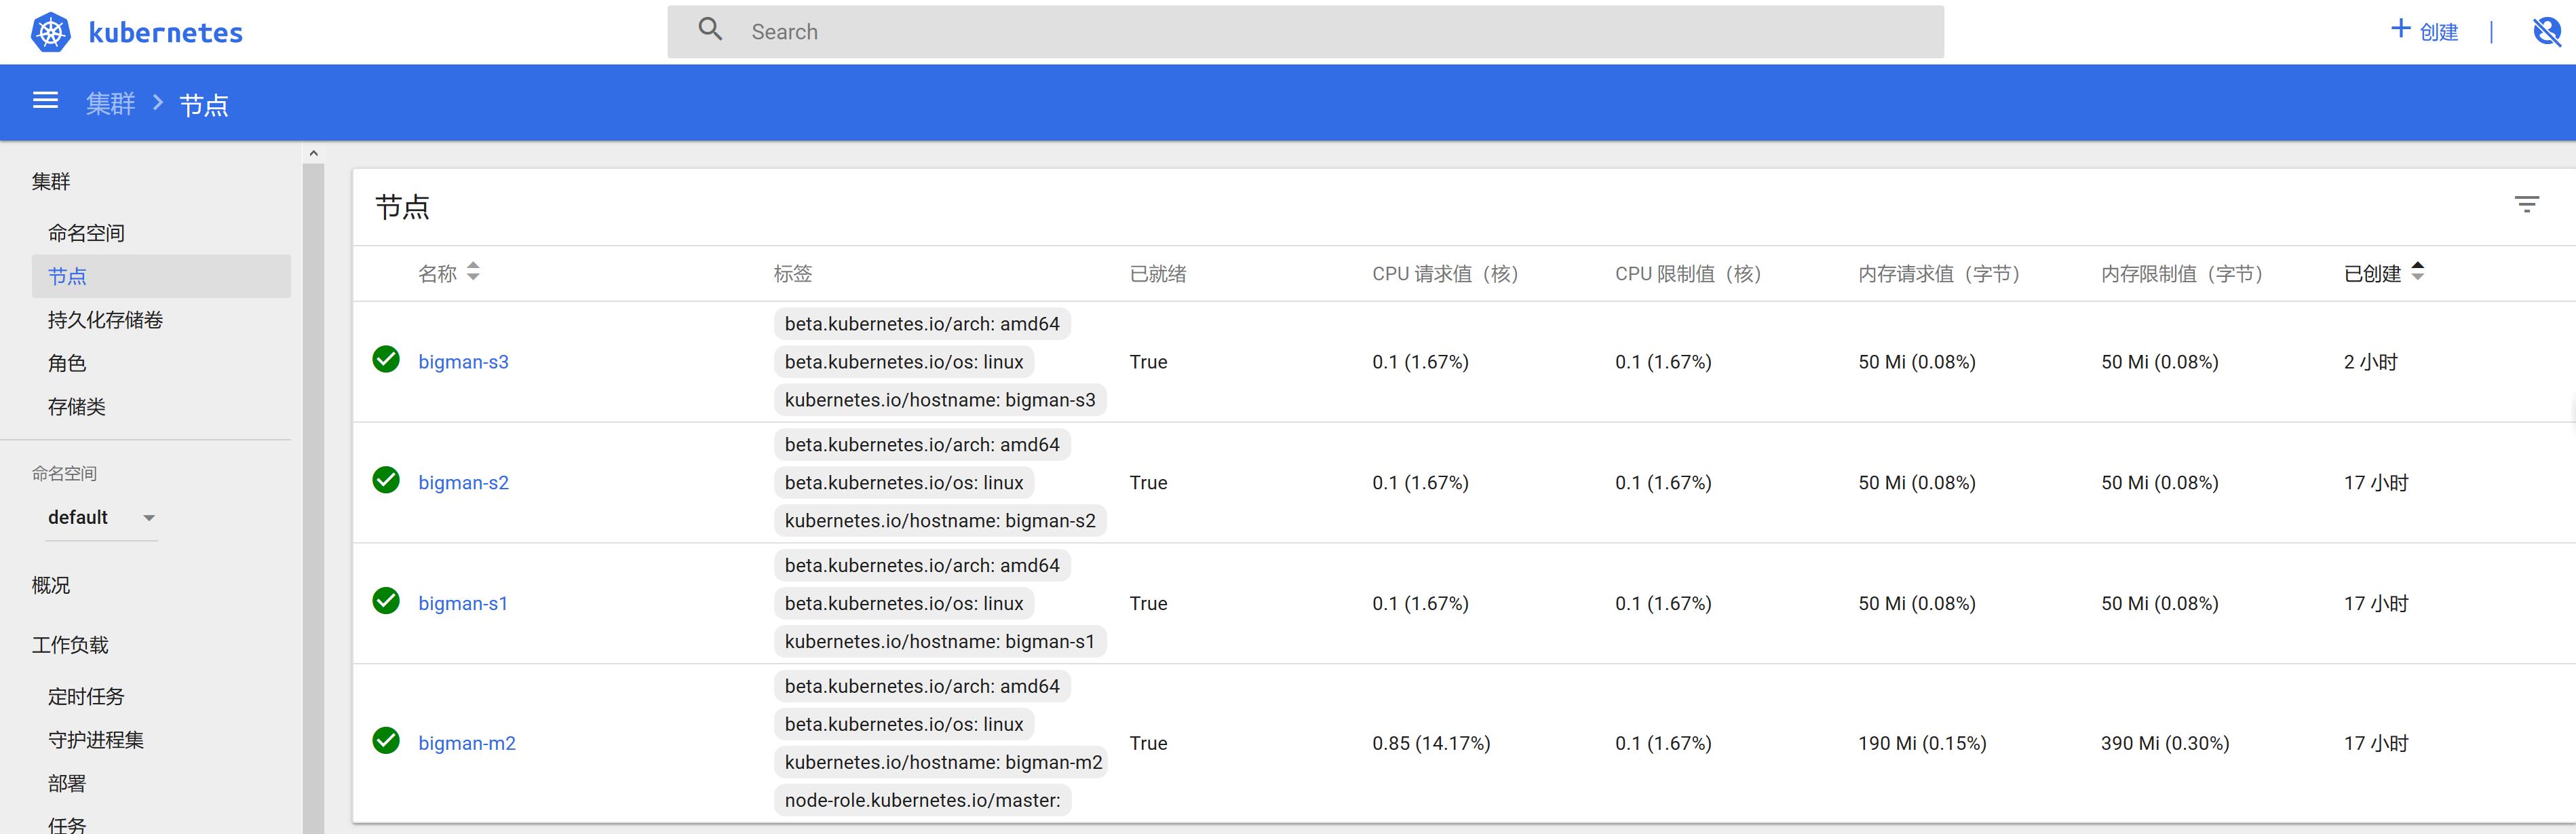 kubernetes
Search
创建
集群
节点
集群
命名空间
节点
持久化存储卷
角色
存储类
命名空间
default
概况
工作负载
定时任务
守护进程集
部署
任务
节点
名称 标签 已就绪 CPU 请求值（核） CPU 限制值（核） 内存请求值（字节） 内存限制值（字节） 已创建
beta.kubernetes.io/arch: amd64
beta.kubernetes.io/os: linux
bigman-s3 True 0.1 (1.67%) 0.1 (1.67%) 50 Mi (0.08%) 50 Mi (0.08%) 2 小时
kubernetes.io/hostname: bigman-s3
beta.kubernetes.io/arch: amd64
beta.kubernetes.io/os: linux
bigman-s2 True 0.1 (1.67%) 0.1 (1.67%) 50 Mi (0.08%) 50 Mi (0.08%) 17 小时
kubernetes.io/hostname: bigman-s2
beta.kubernetes.io/arch: amd64
beta.kubernetes.io/os: linux
bigman-s1 True 0.1 (1.67%) 0.1 (1.67%) 50 Mi (0.08%) 50 Mi (0.08%) 17 小时
kubernetes.io/hostname: bigman-s1
beta.kubernetes.io/arch: amd64
beta.kubernetes.io/os: linux
bigman-m2 True 0.85 (14.17%) 0.1 (1.67%) 190 Mi (0.15%) 390 Mi (0.30%) 17 小时
kubernetes.io/hostname: bigman-m2
node-role.kubernetes.io/master: